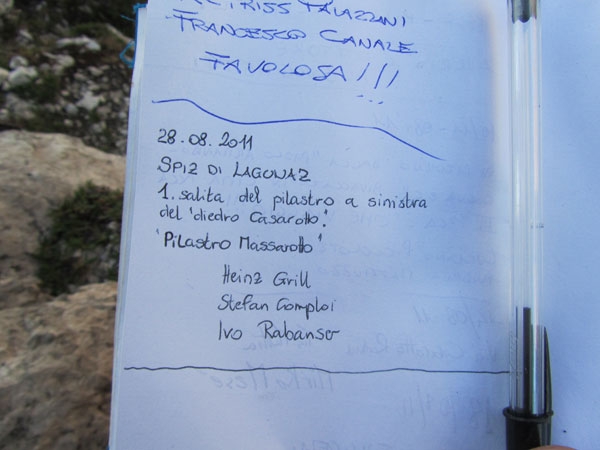 PALAZZANI
FRANCESCO CANALE
FAVOLOSA!!!
28.08.2011
SPIZ DI LAGUNAZ
1. salita del pilastro a sinistra
del 'diedro Casarotto'.
'Pilastro Massarotto'
Heinz Grill
Stefan Comploi
Ivo Rabanser